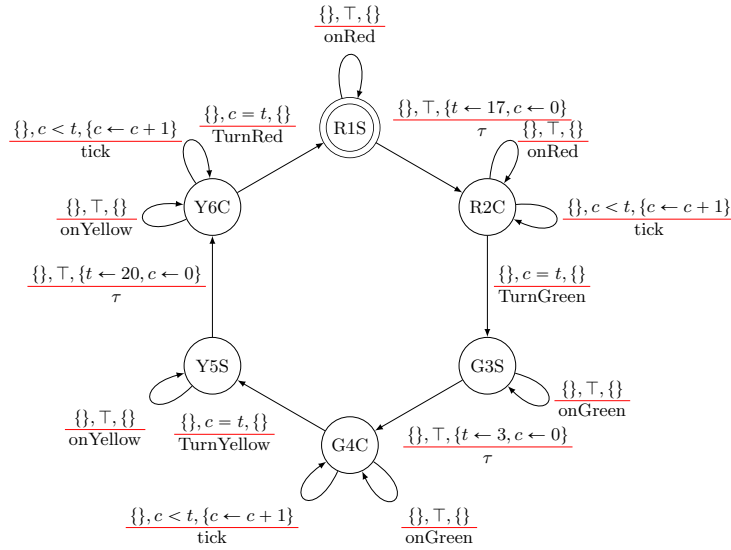 {}, ⊤, {}
onRed
{}, c = t, {}
TurnRed
{}, ⊤, {t ← 17, c ← 0}
τ
{}, c < t, {c ← c + 1}
tick
R1S
{}, ⊤, {}
onRed
{}, ⊤, {}
onYellow
Y6C
R2C
{}, c < t, {c ← c + 1}
tick
{}, ⊤, {t ← 20, c ← 0}
τ
{}, c = t, {}
TurnGreen
Y5S
G3S
{}, ⊤, {}
onGreen
{}, ⊤, {}
onYellow
{}, c = t, {}
TurnYellow
G4C
{}, ⊤, {t ← 3, c ← 0}
τ
{}, c < t, {c ← c + 1}
tick
{}, ⊤, {}
onGreen